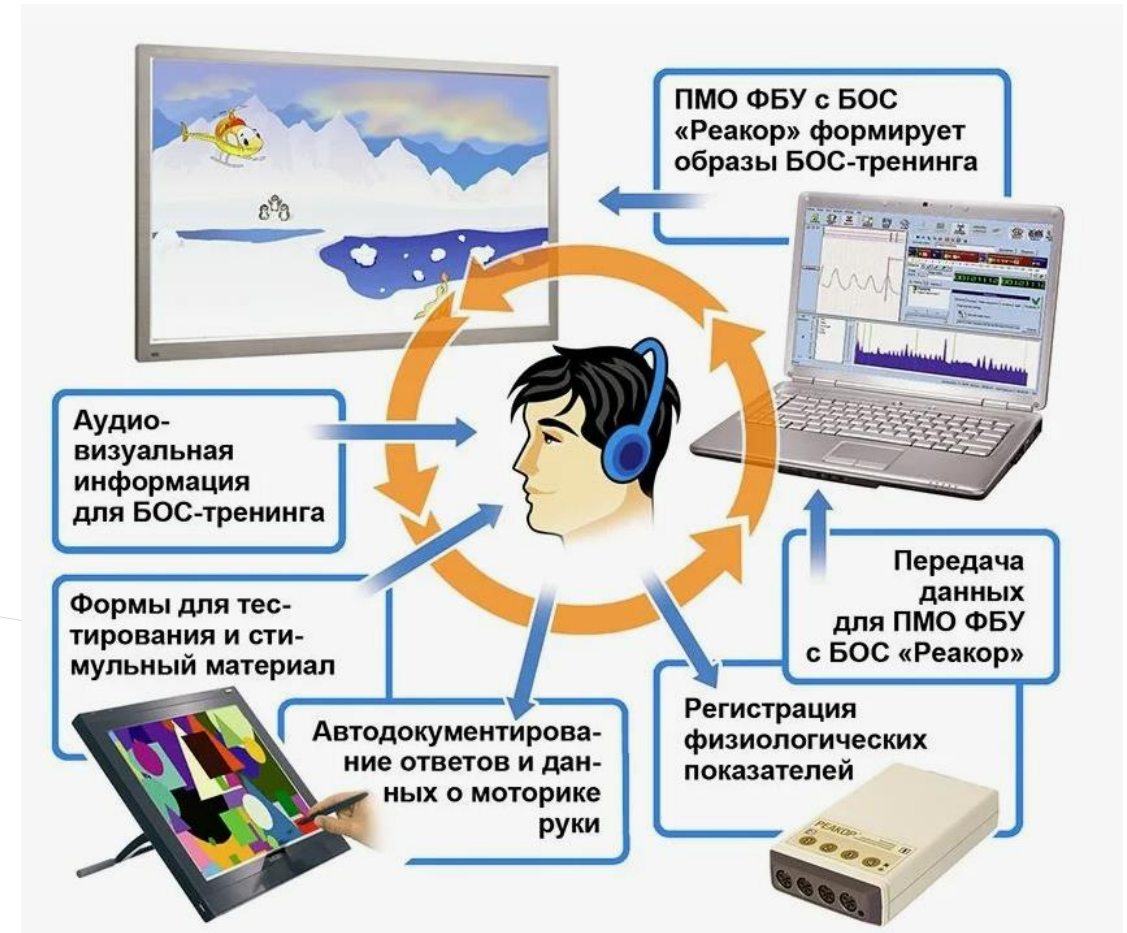 ПМО ФБУ с БОС
«Реакор» формирует
образы БОС-тренинга
Аудио-
визуальная
информация
для БОС-тренинга
Передача
данных
для ПМО ФБУ
с БОС «Реакор»
Формы для тес-
тирования и сти-
мульный материал
Автодокументирова-
ние ответов и дан-
ных о моторике
руки
Регистрация
физиологических
показателей
РЕАКОР